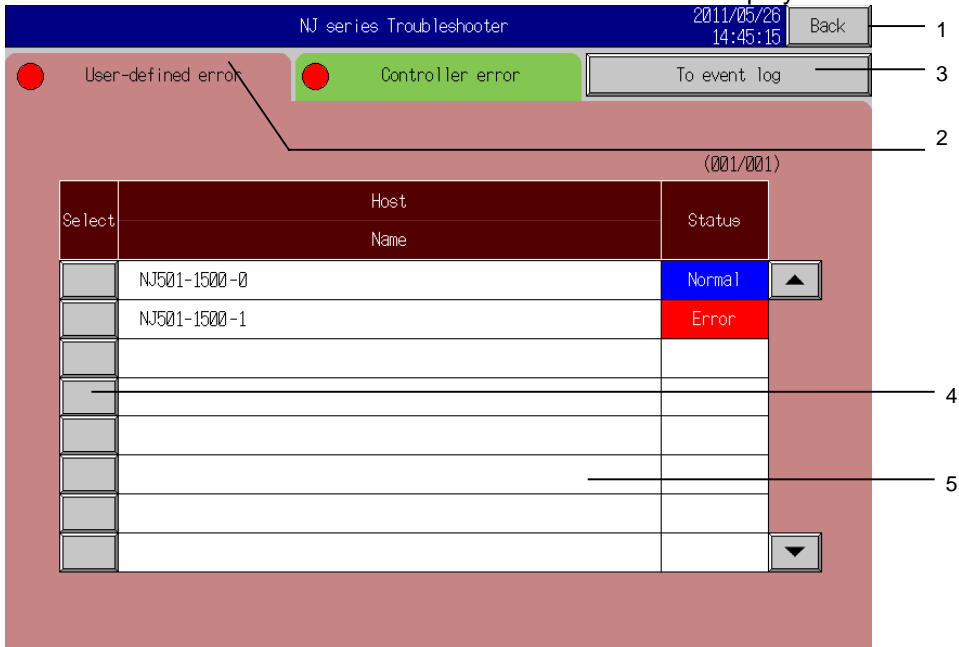 NJ series Troubleshooter
2011/05/26
14:45:15
Back
1
User-defined error
Controller error
To event log
3
2
(001/001)
Select
Host
Name
Status
NJ501-1500-0
Normal
NJ501-1500-1
Error
4
5